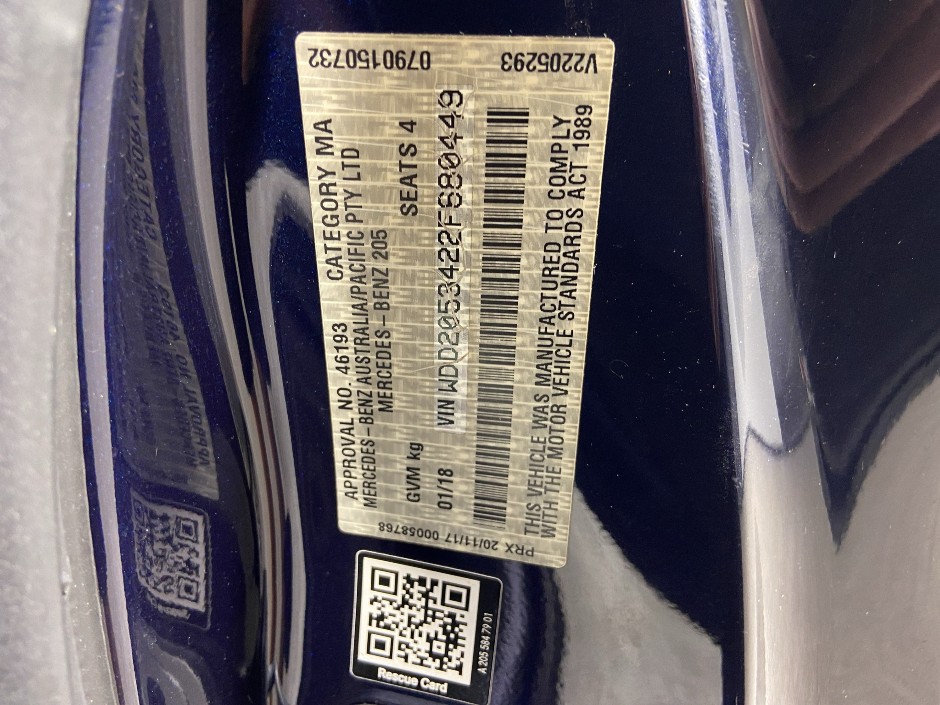 APPROVAL NO. 46193 CATEGORY MA
MERCEDES-BENZ AUSTRALIA/PACIFIC PTY LTD
MERCEDES-BENZ 205
GVM kg SEATS 4
01/18 VIN WDD2053422F680449
THIS VEHICLE WAS MANUFACTURED TO COMPLY
WITH THE MOTOR VEHICLE STANDARDS ACT 1989
0790150732
V2205293
PRX 20/11/17 00058768
Rescue Card
A 205 584 79 01